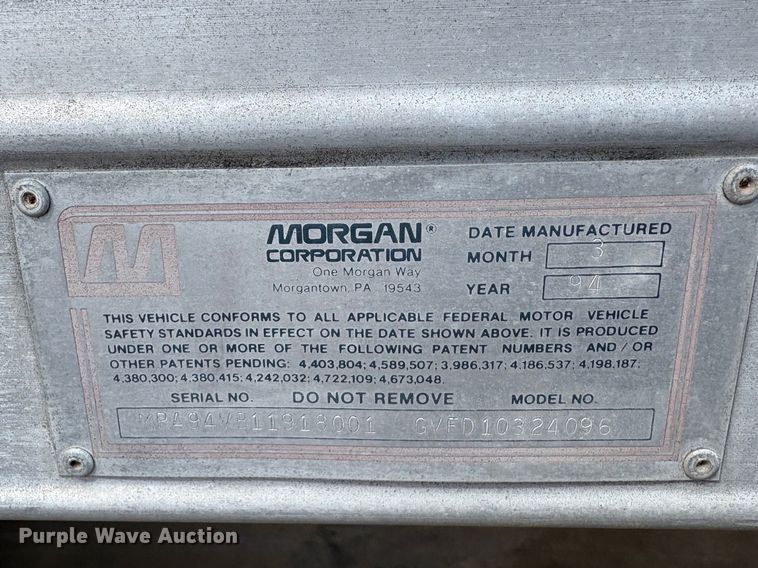 M
MORGAN®
CORPORATION
One Morgan Way
Morgantown, PA 19543
DATE MANUFACTURED
MONTH 3
YEAR 94
THIS VEHICLE CONFORMS TO ALL APPLICABLE FEDERAL MOTOR VEHICLE
SAFETY STANDARDS IN EFFECT ON THE DATE SHOWN ABOVE. IT IS PRODUCED
UNDER ONE OR MORE OF THE FOLLOWING PATENT NUMBERS AND/OR
OTHER PATENTS PENDING: 4,403,804; 4,589,507; 3,986,317; 4,186,537; 4,198,187;
4,380,300; 4,380,415; 4,242,032; 4,722,109; 4,673,048.
SERIAL NO. DO NOT REMOVE MODEL NO.
GVFD10324096
Purple Wave Auction